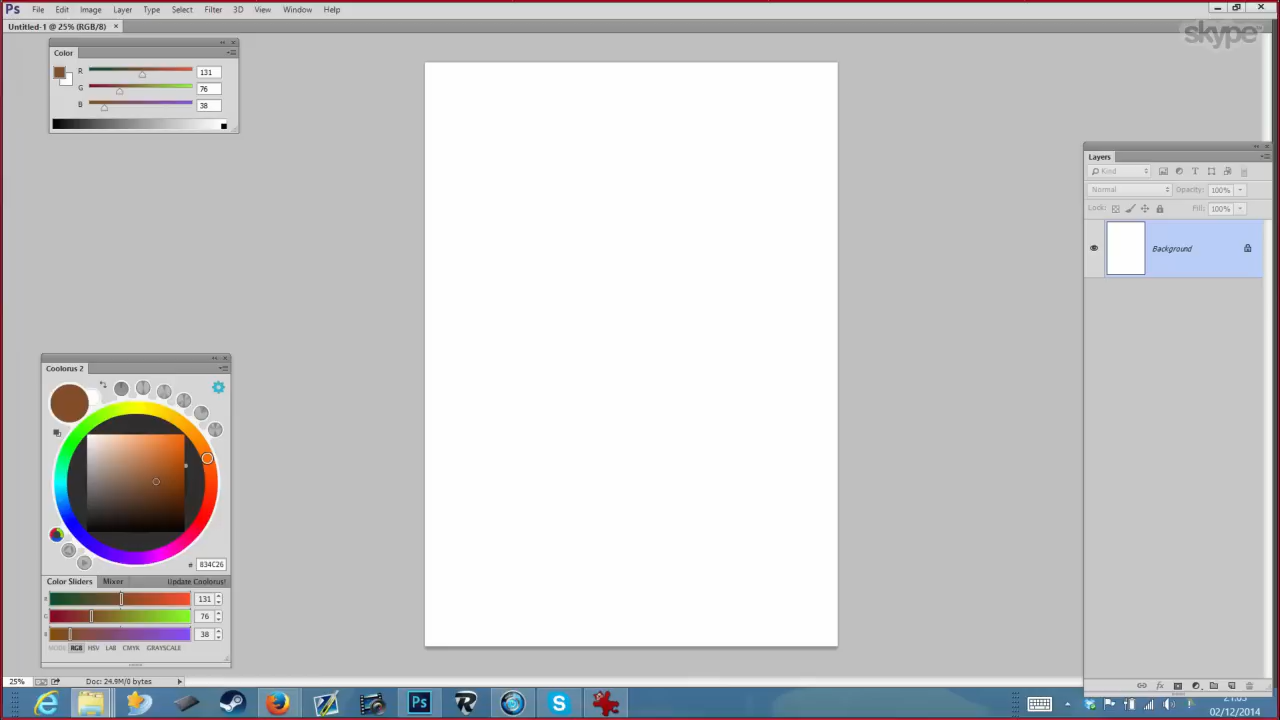 Ps File Edit Image Layer Type Select Filter 3D View Window Help
Untitled-1 @ 25% (RGB/8) ×
skype
Color
R 131
G 76
B 38
Layers
Kind
Normal Opacity: 100%
Lock: Fill: 100%
Background
Coolorus 2
# 834C26
Color Sliders Mixer Update Coolorus!
R 131
G 76
B 38
MODE RGB HSV LAB CMYK GRAYSCALE
25% Doc: 24.9M/0 bytes
Ps
21:05
02/12/2014